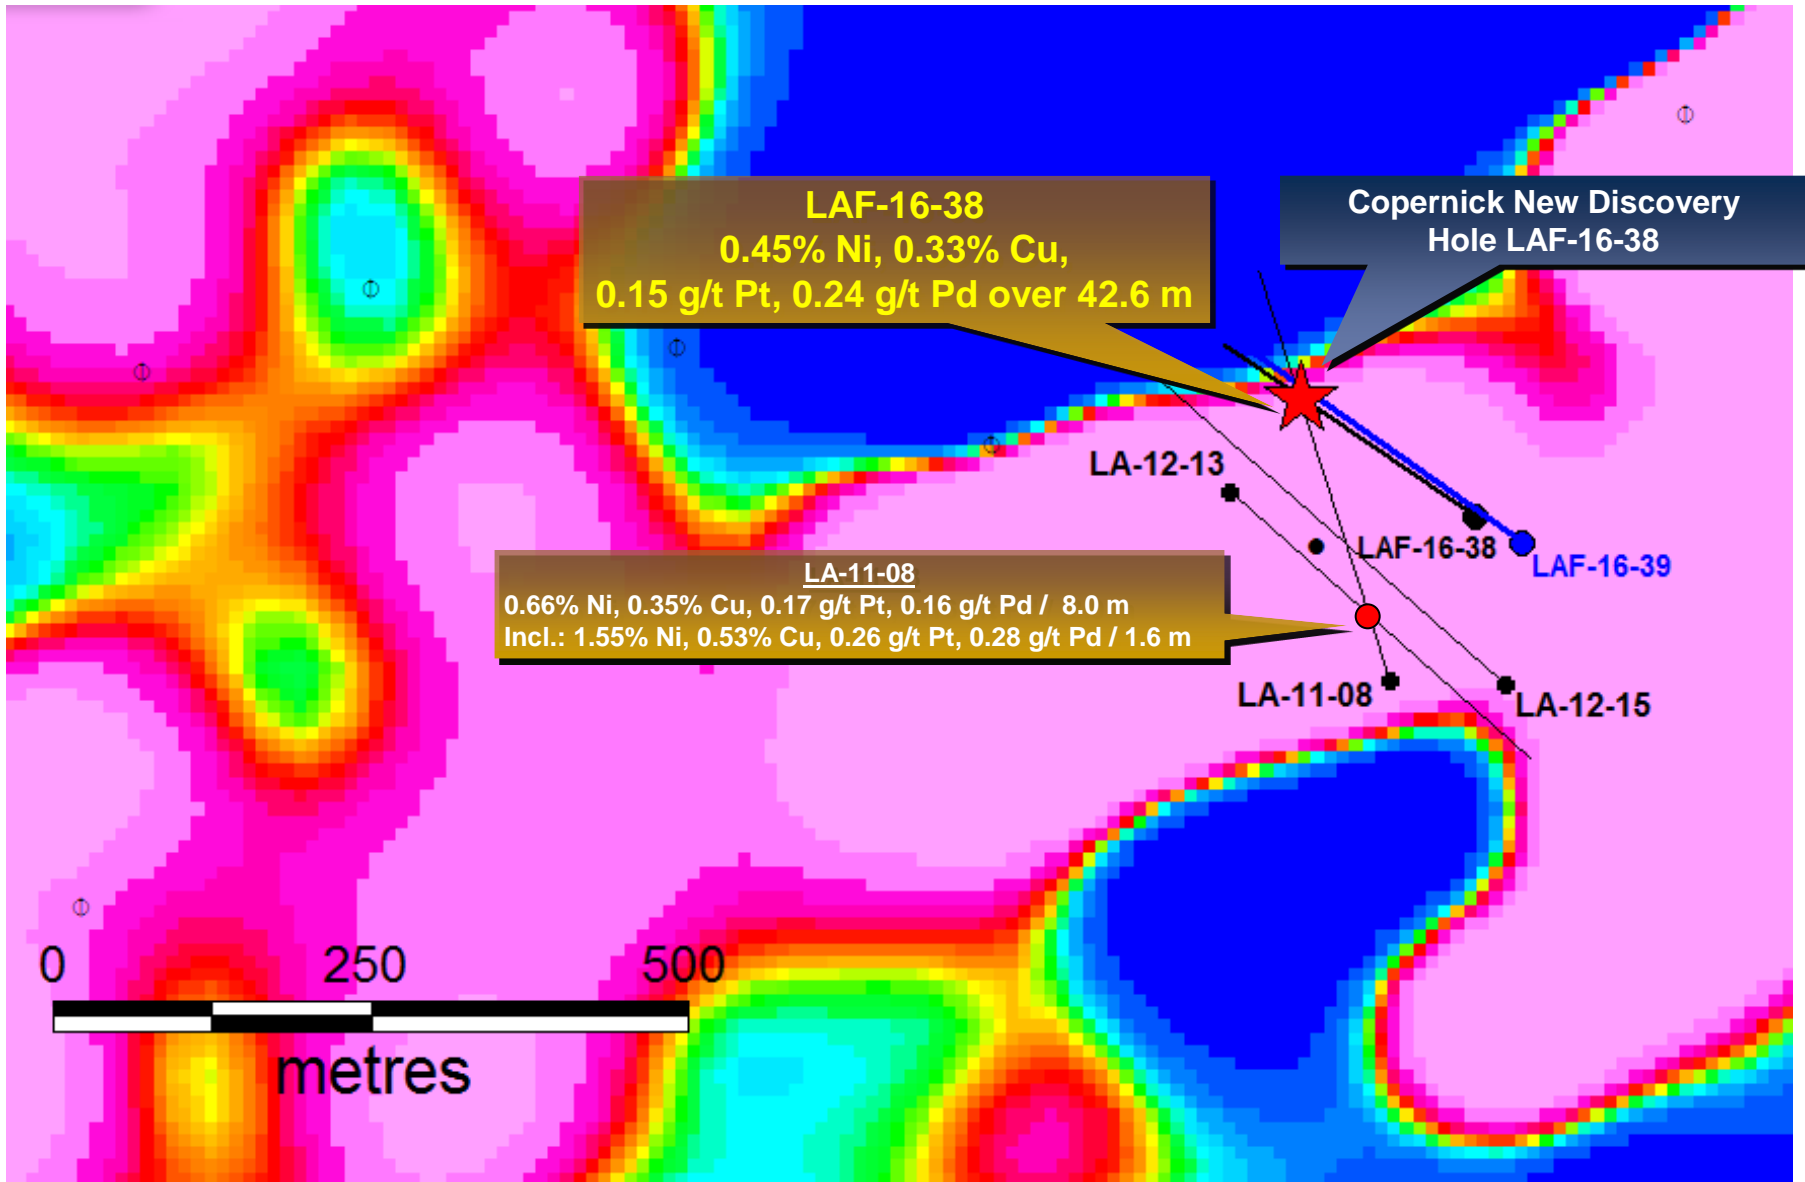 LAF-16-38
0.45% Ni, 0.33% Cu,
0.15 g/t Pt, 0.24 g/t Pd over 42.6 m
Copernick New Discovery
Hole LAF-16-38
LA-12-13
LAF-16-38
LAF-16-39
LA-11-08
0.66% Ni, 0.35% Cu, 0.17 g/t Pt, 0.16 g/t Pd / 8.0 m
Incl.: 1.55% Ni, 0.53% Cu, 0.26 g/t Pt, 0.28 g/t Pd / 1.6 m
LA-11-08
LA-12-15
0 250 500
metres